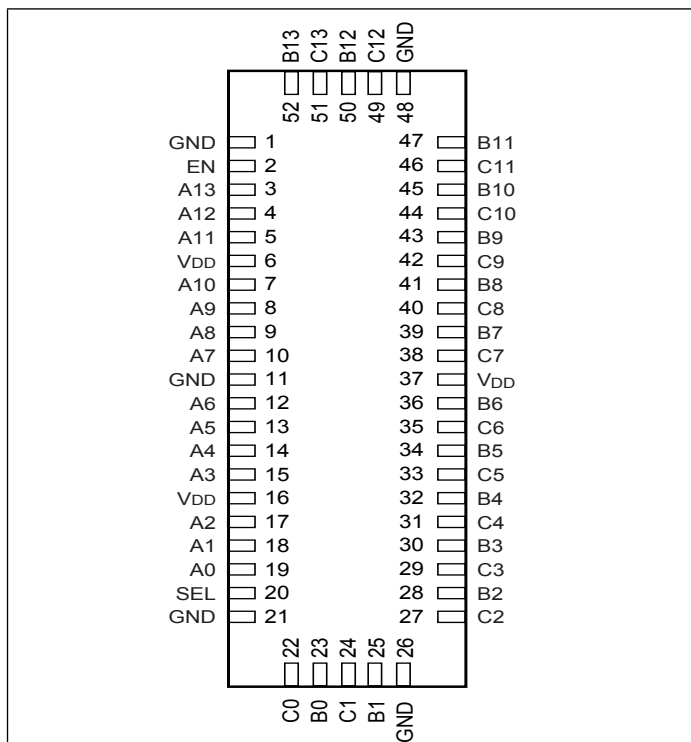 B13 C13 B12 C12 GND
52 51 50 49 48
GND 1 47 B11
EN 2 46 C11
A13 3 45 B10
A12 4 44 C10
A11 5 43 B9
VDD 6 42 C9
A10 7 41 B8
A9 8 40 C8
A8 9 39 B7
A7 10 38 C7
GND 11 37 VDD
A6 12 36 B6
A5 13 35 C6
A4 14 34 B5
A3 15 33 C5
VDD 16 32 B4
A2 17 31 C4
A1 18 30 B3
A0 19 29 C3
SEL 20 28 B2
GND 21 27 C2
22 23 24 25 26
C0 B0 C1 B1 GND